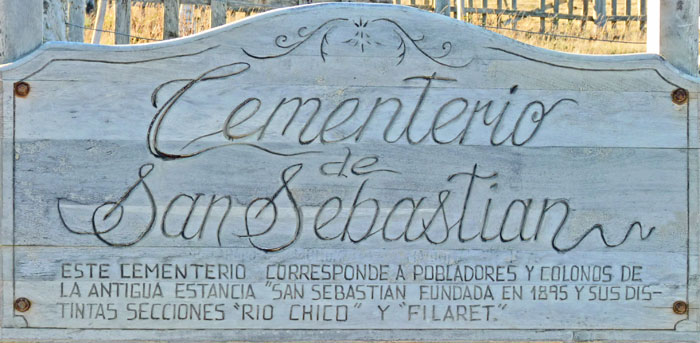 Cementerio
de
San Sebastian
ESTE CEMENTERIO CORRESPONDE A POBLADORES Y COLONOS DE
LA ANTIGUA ESTANCIA "SAN SEBASTIAN FUNDADA EN 1895 Y SUS DIS-
TINTAS SECCIONES "RIO CHICO" Y "FILARET."